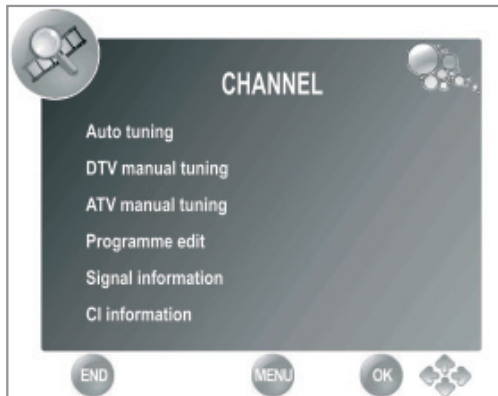 CHANNEL
Auto tuning
DTV manual tuning
ATV manual tuning
Programme edit
Signal information
CI information
END MENU OK